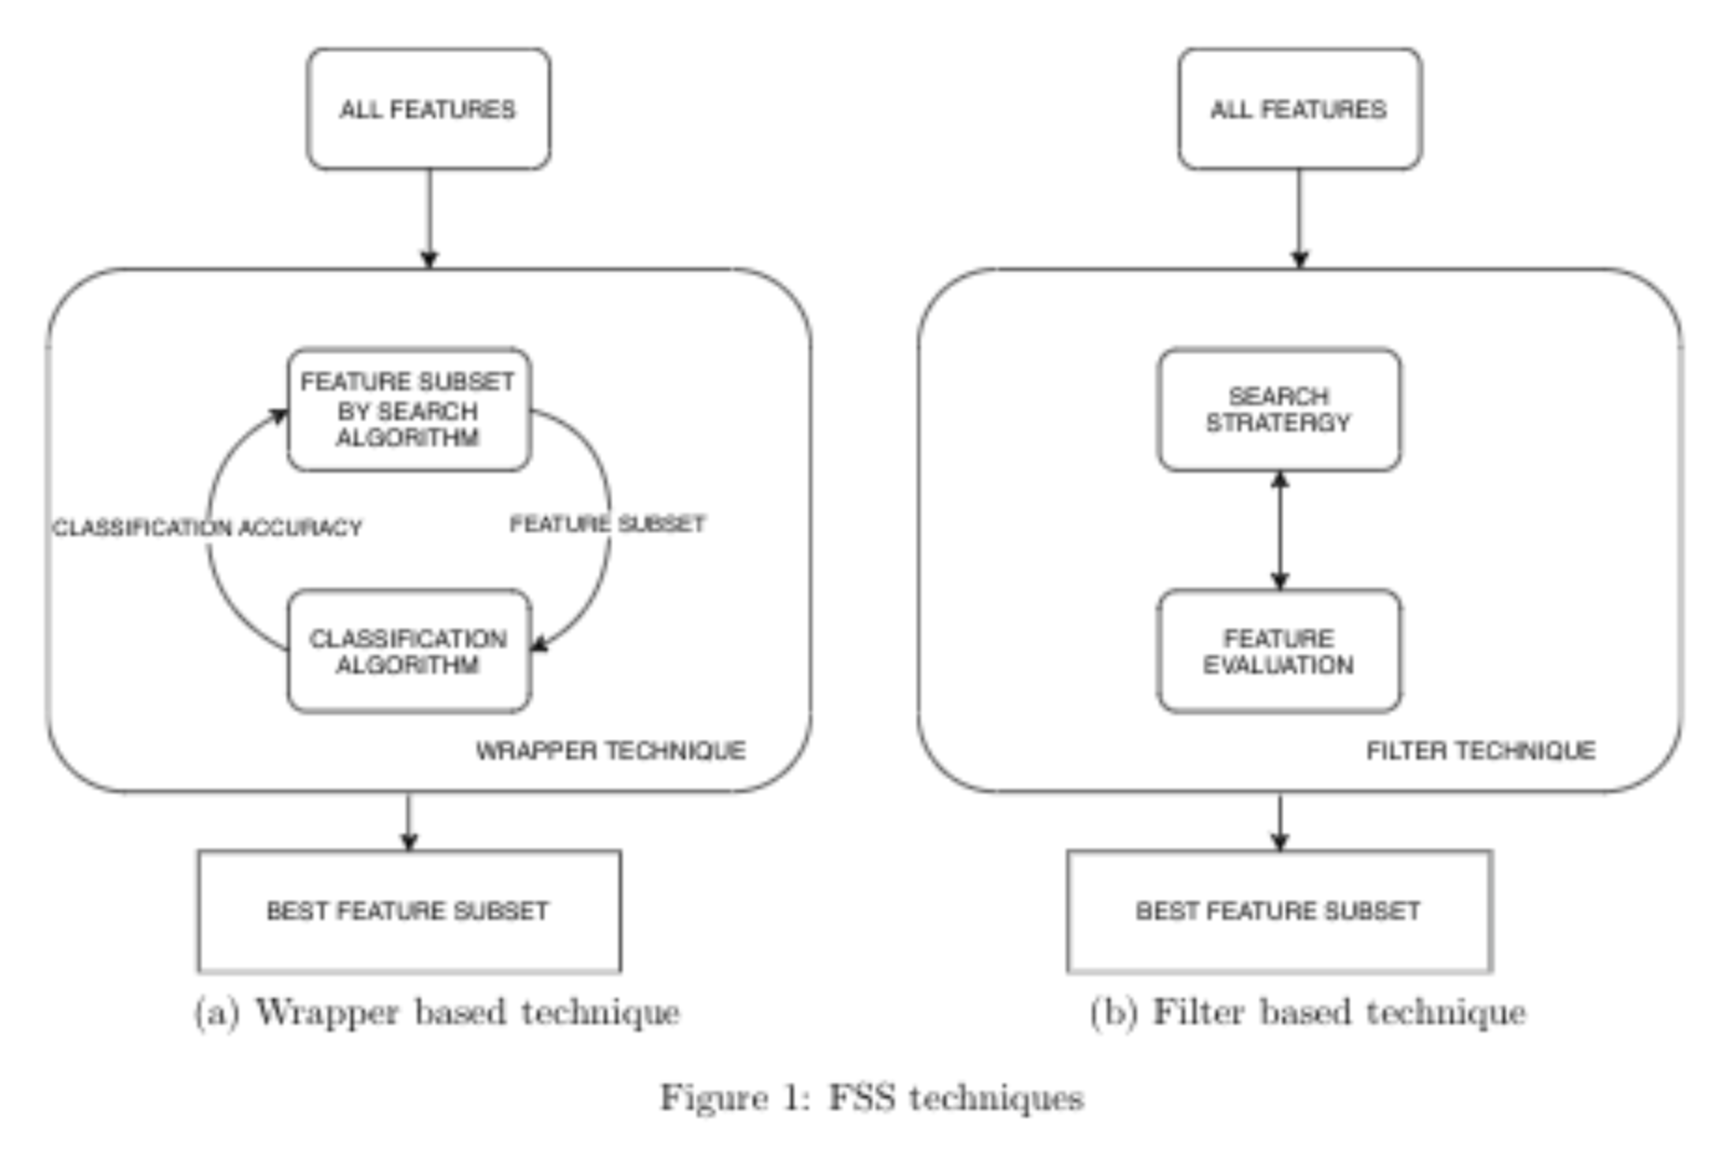 ALL FEATURES
FEATURE SUBSET
BY SEARCH
ALGORITHM
CLASSIFICATION ACCURACY
FEATURE SUBSET
CLASSIFICATION
ALGORITHM
WRAPPER TECHNIQUE
BEST FEATURE SUBSET
(a) Wrapper based technique
ALL FEATURES
SEARCH
STRATERGY
FEATURE
EVALUATION
FILTER TECHNIQUE
BEST FEATURE SUBSET
(b) Filter based technique
Figure 1: FSS techniques